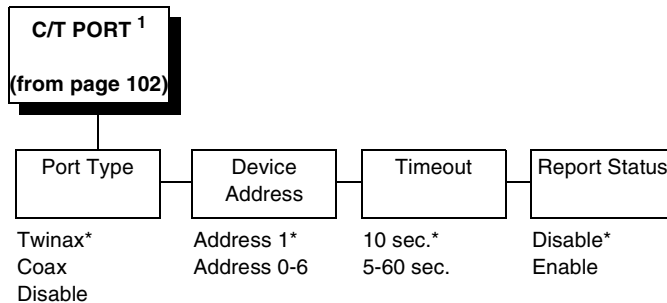 C/T PORT 1
(from page 102)
Port Type
Device
Address
Timeout
Report Status
Twinax*
Coax
Disable
Address 1*
Address 0-6
10 sec.*
5-60 sec.
Disable*
Enable